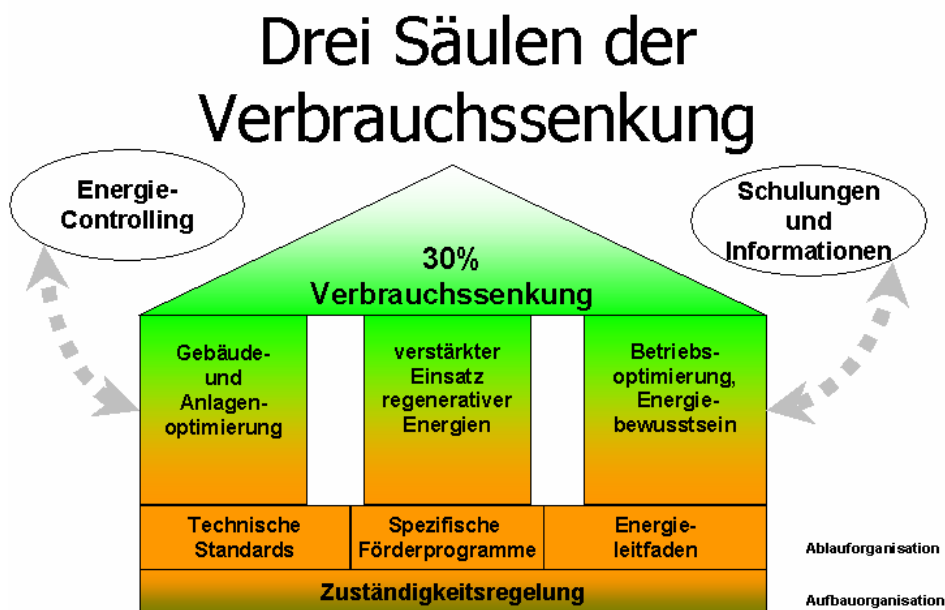 Drei Säulen der
Verbrauchssenkung
Energie-
Controlling
Schulungen
und
Informationen
30%
Verbrauchssenkung
Gebäude-
und
Anlagen-
optimierung
verstärkter
Einsatz
regenerativer
Energien
Betriebs-
optimierung,
Energie-
bewusstsein
Technische
Standards
Spezifische
Förderprogramme
Energie-
leitfaden
Ablauforganisation
Zuständigkeitsregelung
Aufbauorganisation